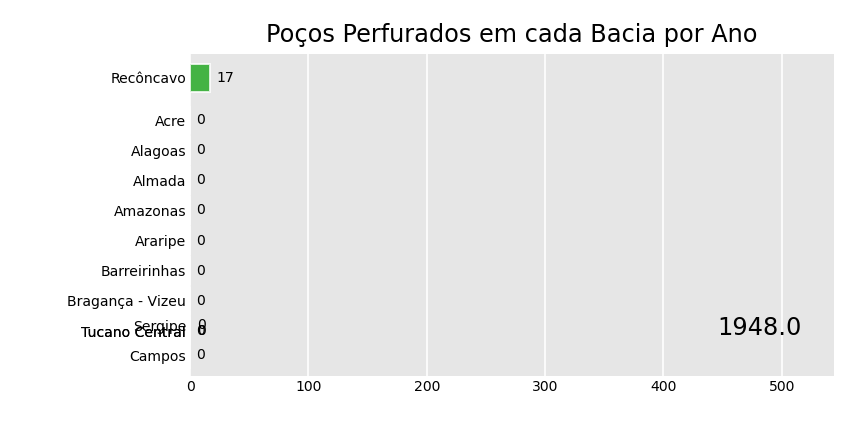 Poços Perfurados em cada Bacia por Ano
Recôncavo 17
Acre 0
Alagoas 0
Almada 0
Amazonas 0
Araripe 0
Barreirinhas 0
Bragança - Vizeu 0
Sergipe 0
Tucano Central 0
1948.0
Campos 0
0 100 200 300 400 500